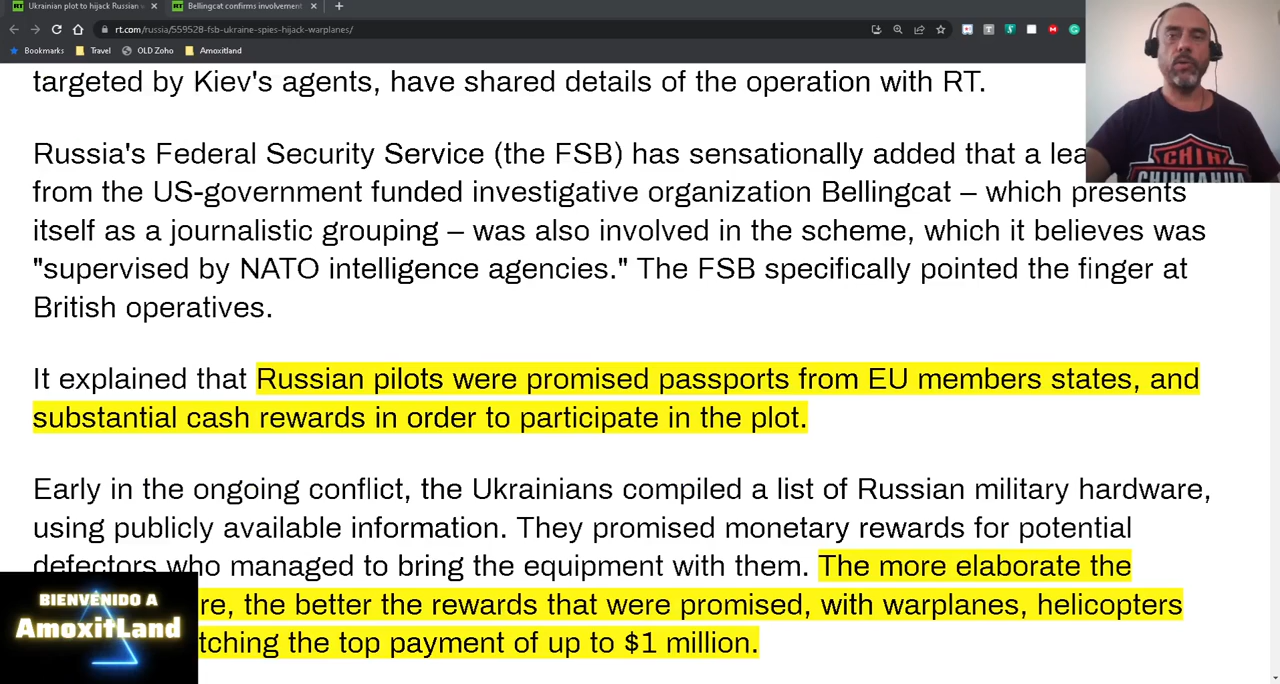 Ukrainian plot to hijack Russian
Bellingcat confirms involvement
rt.com/russia/559528-fsb-ukraine-spies-hijack-warplanes/
Bookmarks Travel OLD Zoho Amoxitland
targeted by Kiev's agents, have shared details of the operation with RT.
CHIHUAHUA
Russia's Federal Security Service (the FSB) has sensationally added that a lea
from the US-government funded investigative organization Bellingcat – which presents
itself as a journalistic grouping – was also involved in the scheme, which it believes was
"supervised by NATO intelligence agencies." The FSB specifically pointed the finger at
British operatives.
It explained that Russian pilots were promised passports from EU members states, and
substantial cash rewards in order to participate in the plot.
Early in the ongoing conflict, the Ukrainians compiled a list of Russian military hardware,
using publicly available information. They promised monetary rewards for potential
defectors who managed to bring the equipment with them. The more elaborate the
re, the better the rewards that were promised, with warplanes, helicopters
tching the top payment of up to $1 million.
BIENVENIDO A
AmoxitLand